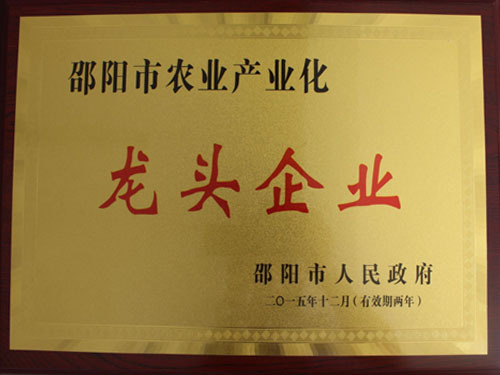 邵阳市农业产业化
龙头企业
邵阳市人民政府
二〇一五年十二月(有效期两年)